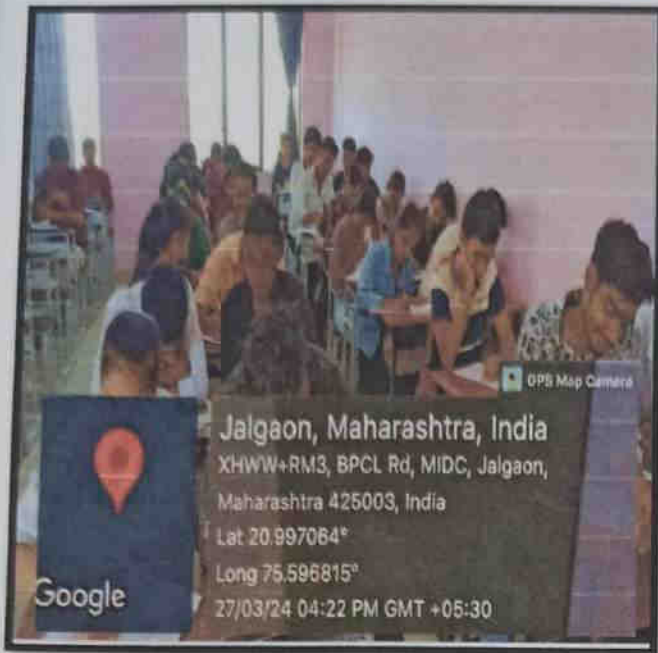 GPS Map Camera
Jalgaon, Maharashtra, India
XHWW+RM3, BPCL Rd, MIDC, Jalgaon,
Maharashtra 425003, India
Lat 20.997064°
Long 75.596815°
27/03/24 04:22 PM GMT +05:30
Google